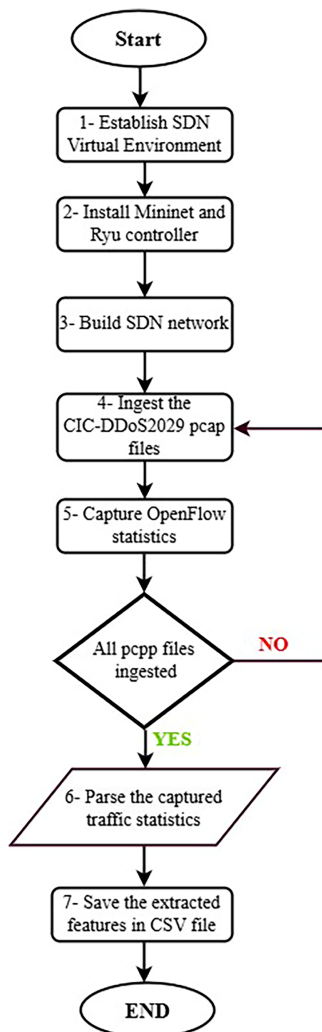 Start
1- Establish SDN
Virtual Environment
2- Install Mininet and
Ryu controller
3- Build SDN network
4- Ingest the
CIC-DDoS2029 pcap
files
5- Capture OpenFlow
statistics
All pcpp files
ingested
NO
YES
6- Parse the captured
traffic statistics
7- Save the extracted
features in CSV file
END